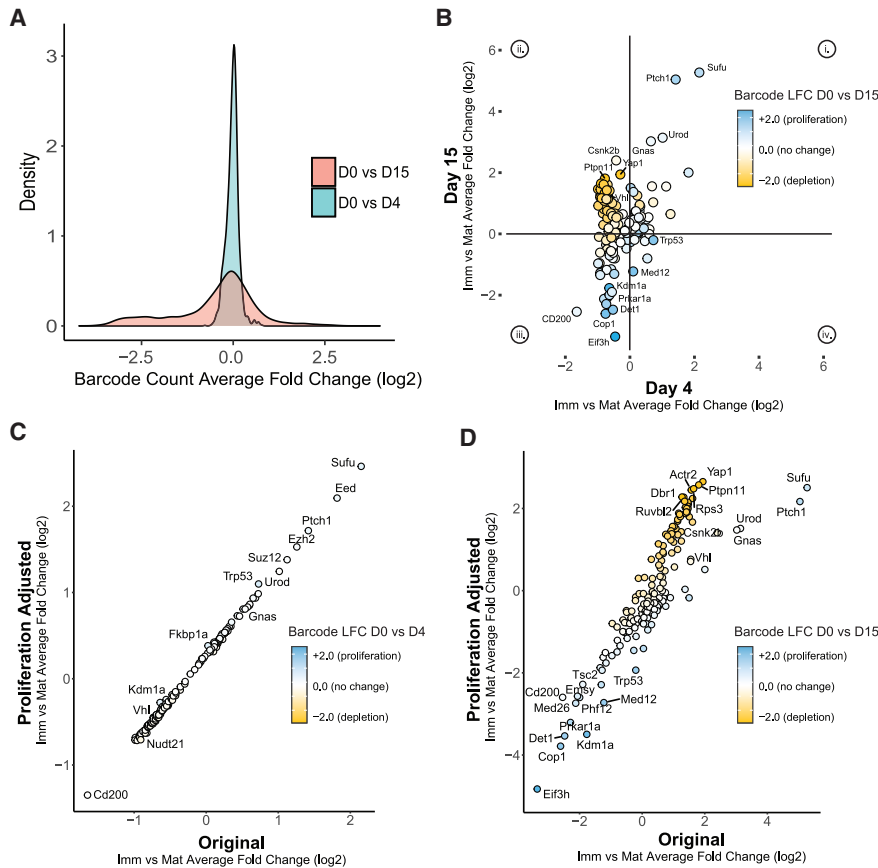 A
3
2
1
0
Density
−2.5
0.0
2.5
Barcode Count Average Fold Change (log2)
D0 vs D15
D0 vs D4
B
Day 15
Imm vs Mat Average Fold Change (log2)
6
4
2
0
−2
−2
0
2
4
6
Day 4
Imm vs Mat Average Fold Change (log2)
ii.
i.
iii.
iv.
Sufu
Ptch1
Urod
Csnk2b
Gnas
Ptpn11
Yap1
Vhl
Trp53
Med12
Kdm1a
Prkar1a
Det1
CD200
Cop1
Eif3h
Barcode LFC D0 vs D15
+2.0 (proliferation)
0.0 (no change)
−2.0 (depletion)
C
Proliferation Adjusted
Imm vs Mat Average Fold Change (log2)
2
1
0
−1
−1
0
1
2
Original
Imm vs Mat Average Fold Change (log2)
Sufu
Eed
Ptch1
Ezh2
Suz12
Trp53
Urod
Gnas
Fkbp1a
Kdm1a
Vhl
Nudt21
Cd200
Barcode LFC D0 vs D4
+2.0 (proliferation)
0.0 (no change)
−2.0 (depletion)
D
Proliferation Adjusted
Imm vs Mat Average Fold Change (log2)
2
0
−2
−4
−2
0
2
4
Original
Imm vs Mat Average Fold Change (log2)
Actr2
Yap1
Sufu
Dbr1
Ptpn11
Ptch1
Ruvbl2
Rps3
Urod
Csnk2b
Gnas
Vhl
Tsc2
Trp53
Cd200
Emsy
Med12
Med26
Phf12
Prkar1a
Det1
Kdm1a
Cop1
Eif3h
Barcode LFC D0 vs D15
+2.0 (proliferation)
0.0 (no change)
−2.0 (depletion)